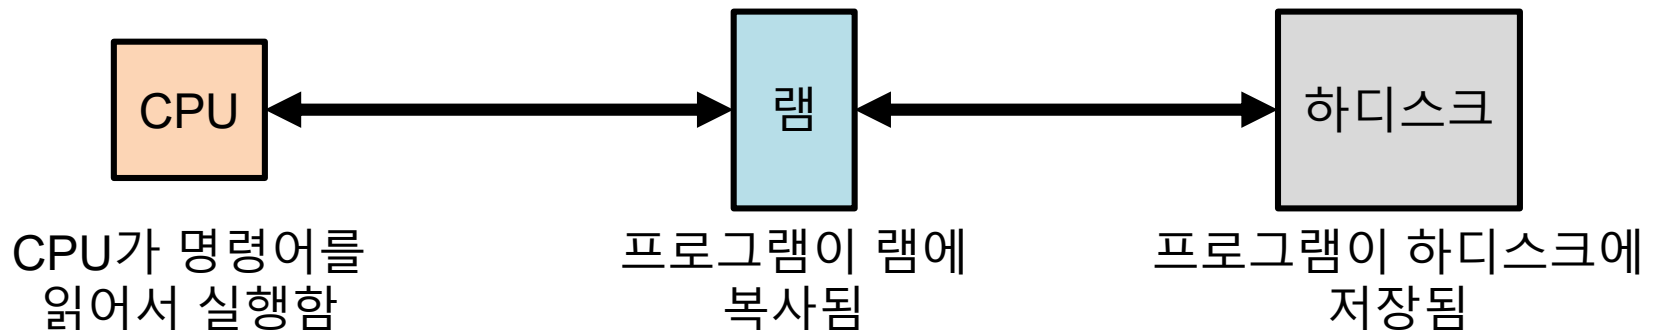 CPU
램
하디스크
CPU가 명령어를
읽어서 실행함
프로그램이 램에
복사됨
프로그램이 하디스크에
저장됨